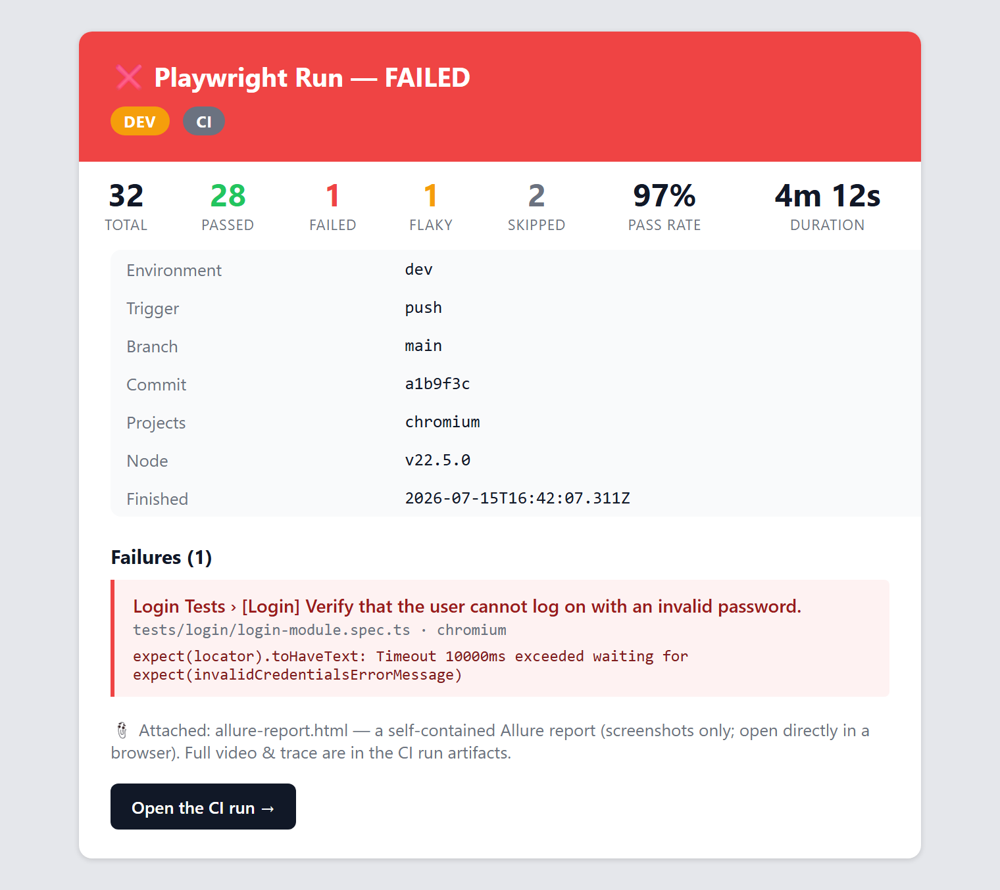 ❌ Playwright Run — FAILED
DEV CI
32 28 1 1 2 97% 4m 12s
TOTAL PASSED FAILED FLAKY SKIPPED PASS RATE DURATION
Environment dev
Trigger push
Branch main
Commit a1b9f3c
Projects chromium
Node v22.5.0
Finished 2026-07-15T16:42:07.311Z
Failures (1)
Login Tests › [Login] Verify that the user cannot log on with an invalid password.
tests/login/login-module.spec.ts · chromium
expect(locator).toHaveText: Timeout 10000ms exceeded waiting for
expect(invalidCredentialsErrorMessage)
📎 Attached: allure-report.html — a self-contained Allure report (screenshots only; open directly in a
browser). Full video & trace are in the CI run artifacts.
Open the CI run →